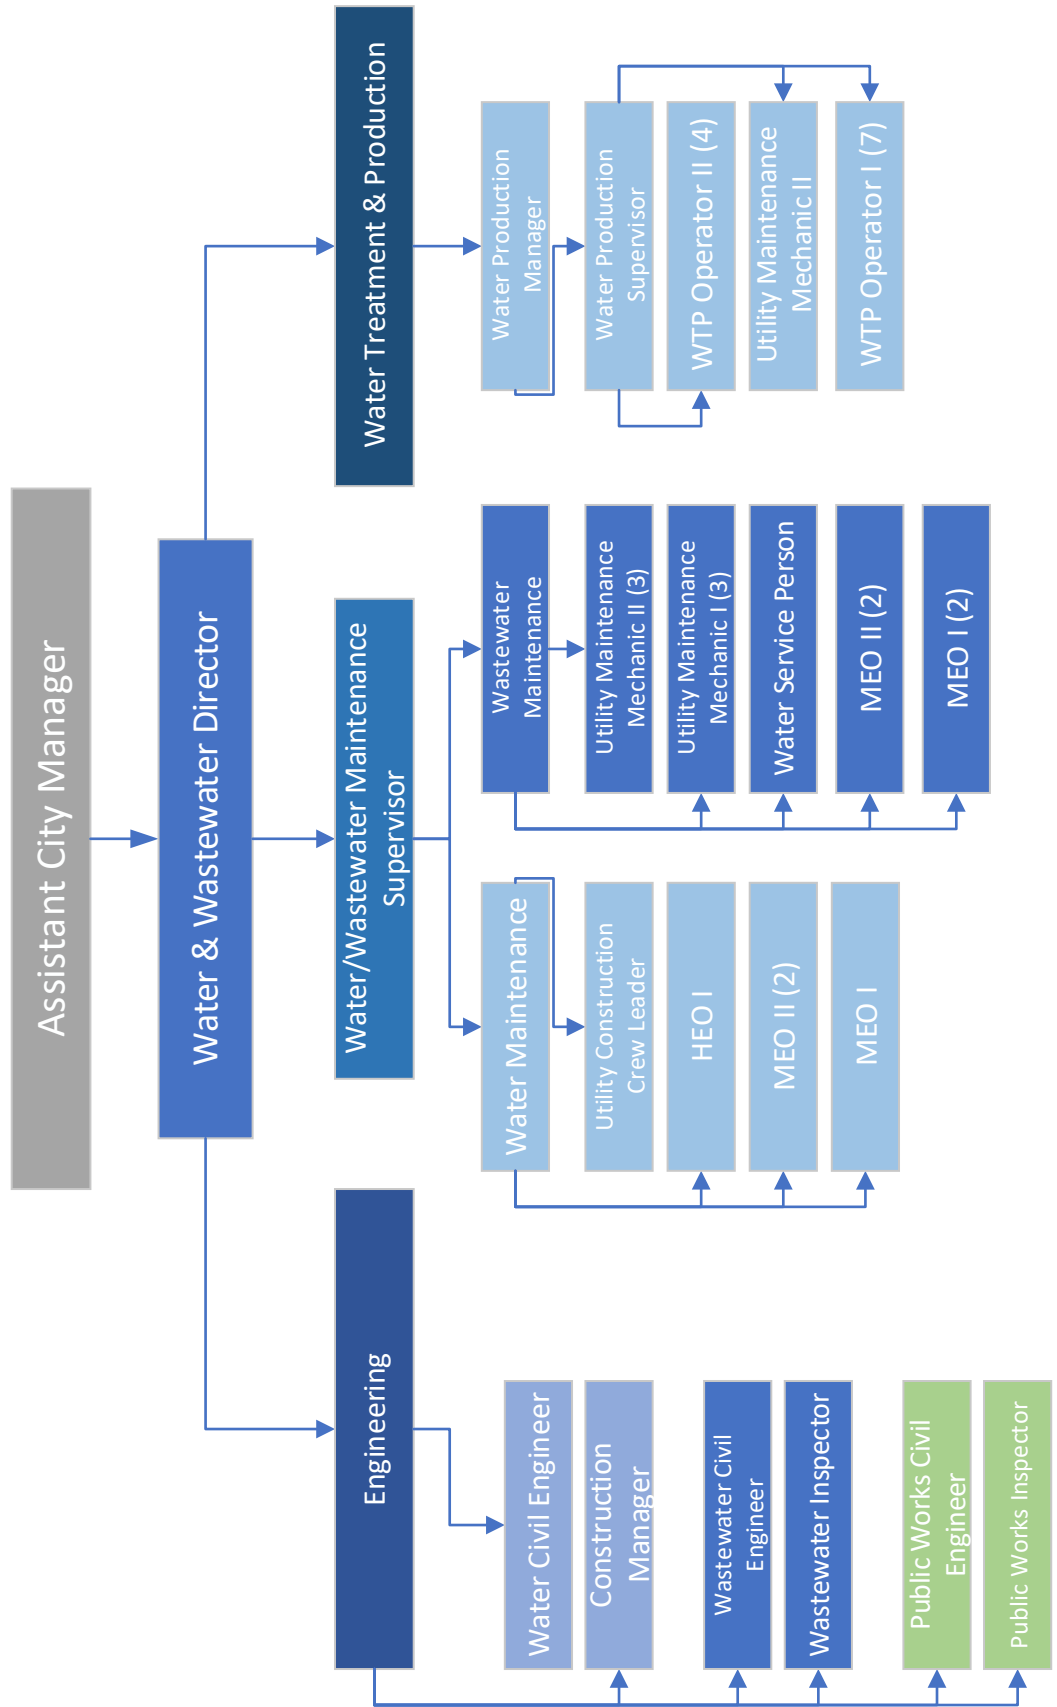 Assistant City Manager
Water & Wastewater Director
Engineering
Water Civil Engineer
Construction
Manager
Wastewater Civil
Engineer
Wastewater Inspector
Public Works Civil
Engineer
Public Works Inspector
Water/Wastewater Maintenance
Supervisor
Water Maintenance
Utility Construction
Crew Leader
HEO I
MEO II (2)
MEO I
Wastewater
Maintenance
Utility Maintenance
Mechanic II (3)
Utility Maintenance
Mechanic I (3)
Water Service Person
MEO II (2)
MEO I (2)
Water Treatment & Production
Water Production
Manager
Water Production
Supervisor
WTP Operator II (4)
Utility Maintenance
Mechanic II
WTP Operator I (7)